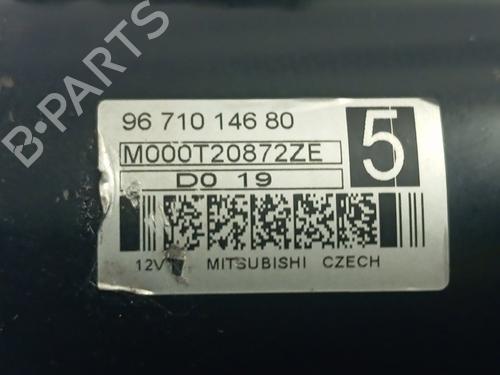 96 710 146 80
5
M000T20872ZE
D0 19
12V MITSUBISHI CZECH
B-PARTS